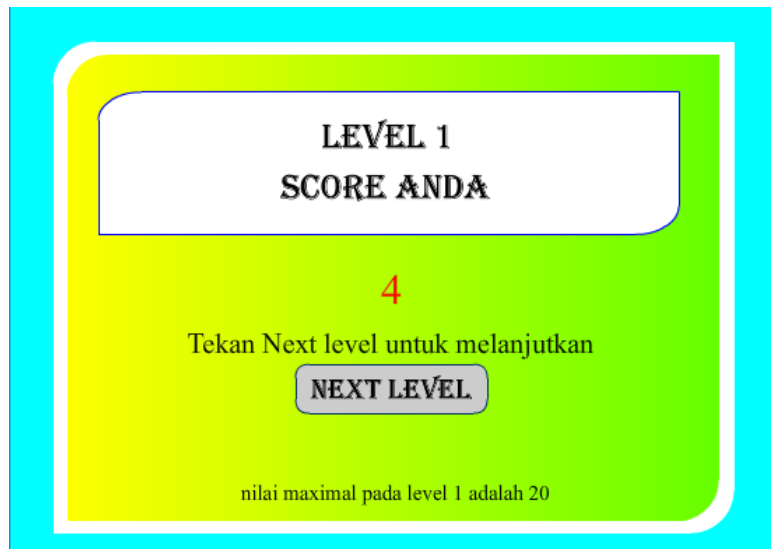 LEVEL 1
SCORE ANDA
4
Tekan Next level untuk melanjutkan
NEXT LEVEL
nilai maximal pada level 1 adalah 20